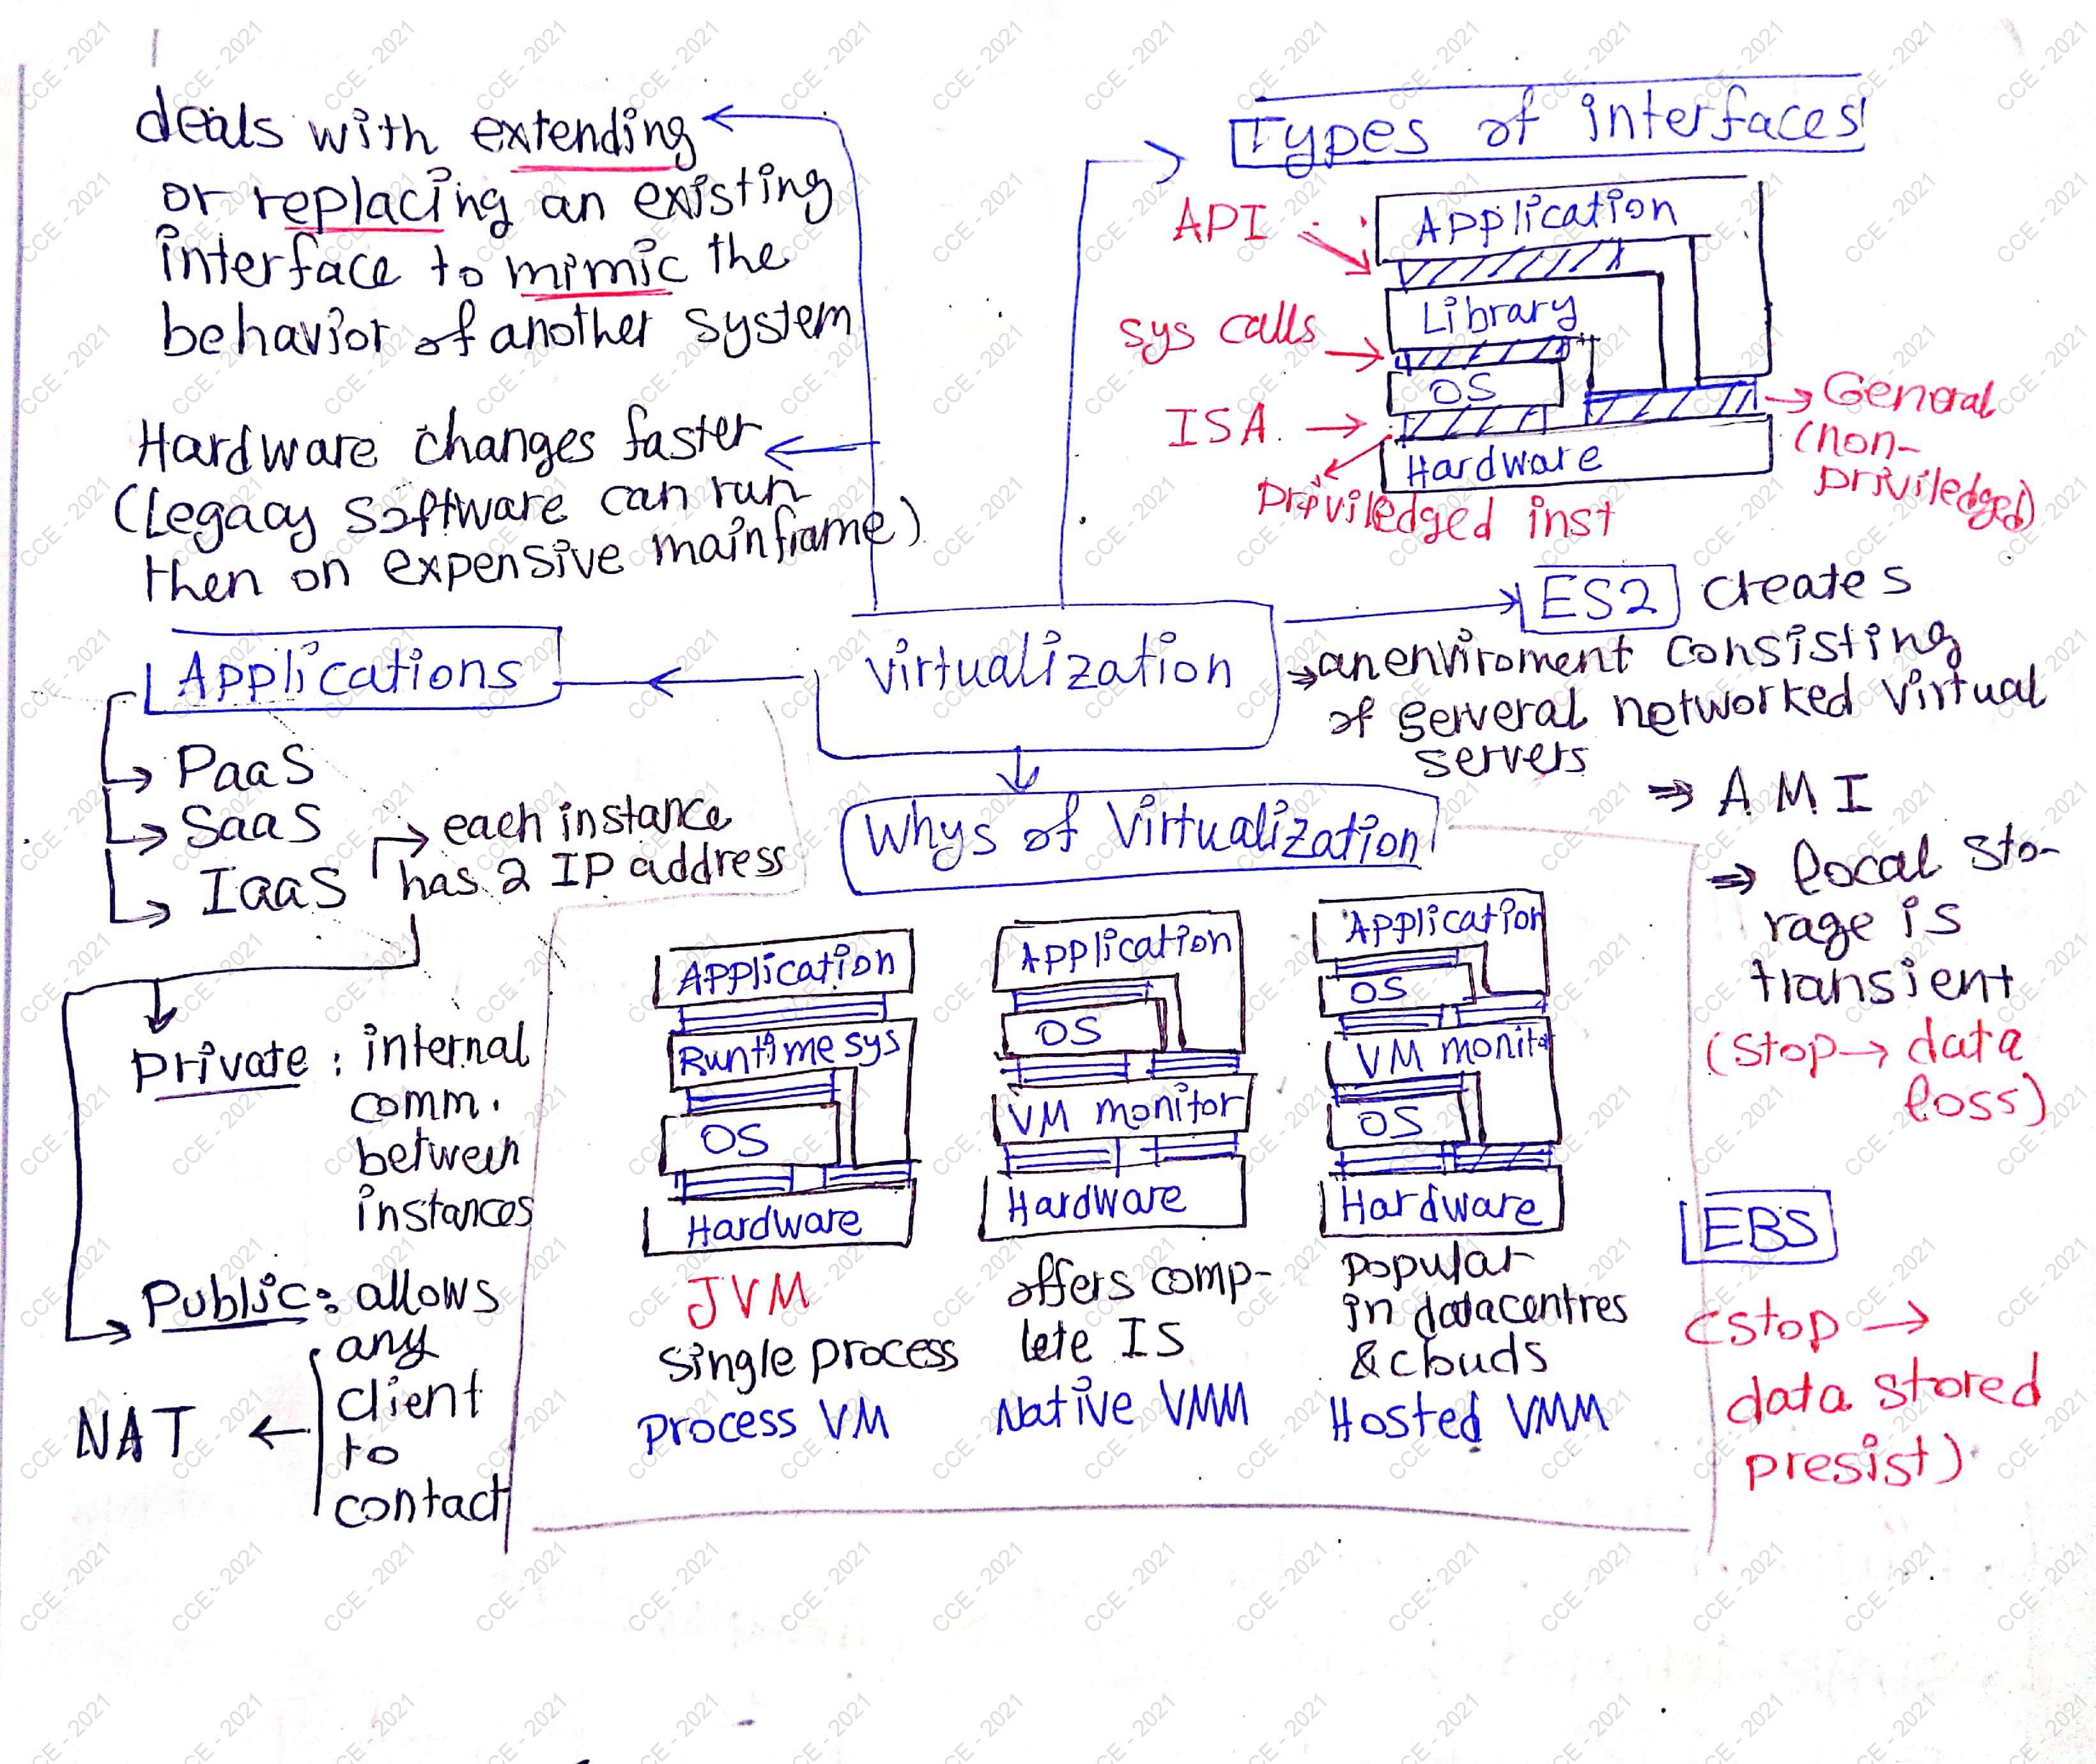 deals with extending
or replacing an existing
interface to mimic the
behavior of another system
Hardware changes faster
(Legacy software can run
then on expensive mainframe)
Types of interfaces
API
Application
Library
sys calls
OS
ISA
General
(non-
priviledged)
Hardware
Priviledged inst
Virtualization
ES2 creates
an enviroment consisting
of serveral networked virtual
servers
AMI
local sto-
rage is
transient
(stop → data
loss)
EBS
(stop →
data stored
presist)
Applications
PaaS
SaaS
IaaS
each instance
has 2 IP address
Private : internal
comm.
between
instances
Public : allows
any
client
to
contact
NAT
Whys of Virtualization
Application
Runtime sys
OS
Hardware
JVM
single process
Process VM
Application
OS
VM monitor
Hardware
offers comp-
lete IS
Native VMM
Application
OS
VM monitor
OS
Hardware
popular
in datacentres
& clouds
Hosted VMM
CCE - 2021